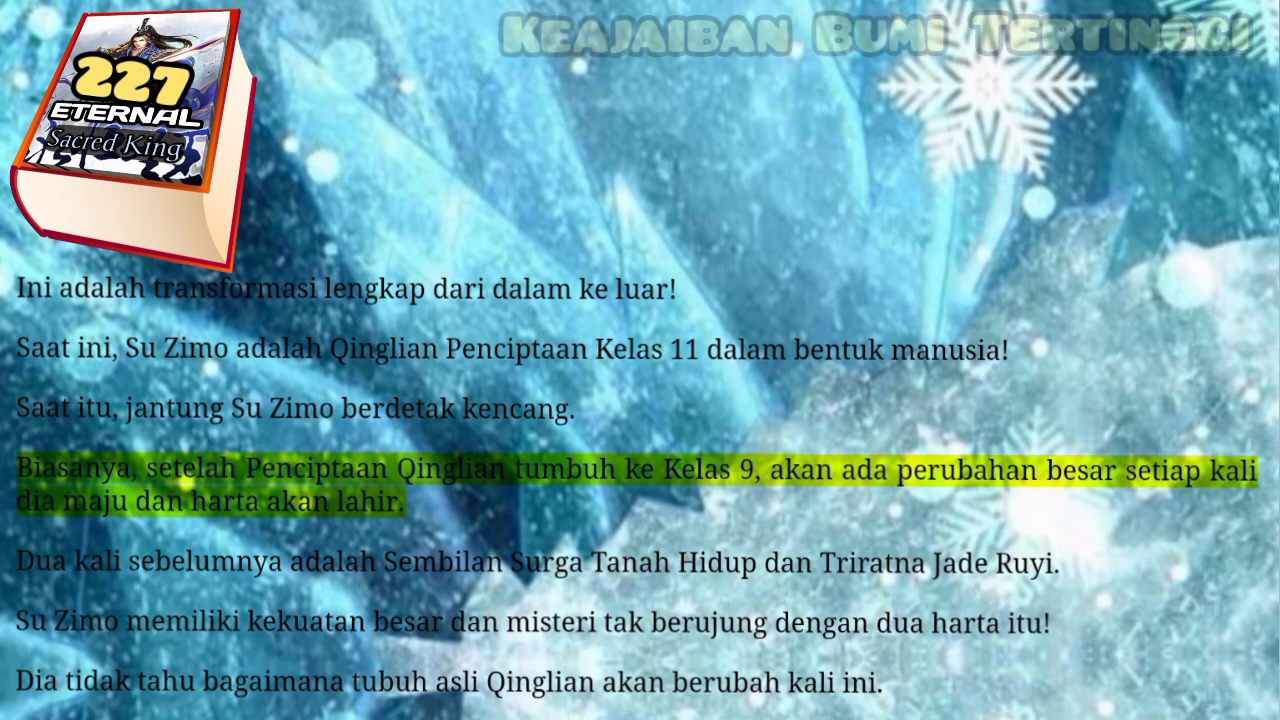 227
ETERNAL
Sacred King
KEAJAIBAN BUMI TERTINGGI
Ini adalah transformasi lengkap dari dalam ke luar!
Saat ini, Su Zimo adalah Qinglian Penciptaan Kelas 11 dalam bentuk manusia!
Saat itu, jantung Su Zimo berdetak kencang.
Biasanya, setelah Penciptaan Qinglian tumbuh ke Kelas 9, akan ada perubahan besar setiap kali
dia maju dan harta akan lahir.
Dua kali sebelumnya adalah Sembilan Surga Tanah Hidup dan Triratna Jade Ruyi.
Su Zimo memiliki kekuatan besar dan misteri tak berujung dengan dua harta itu!
Dia tidak tahu bagaimana tubuh asli Qinglian akan berubah kali ini.